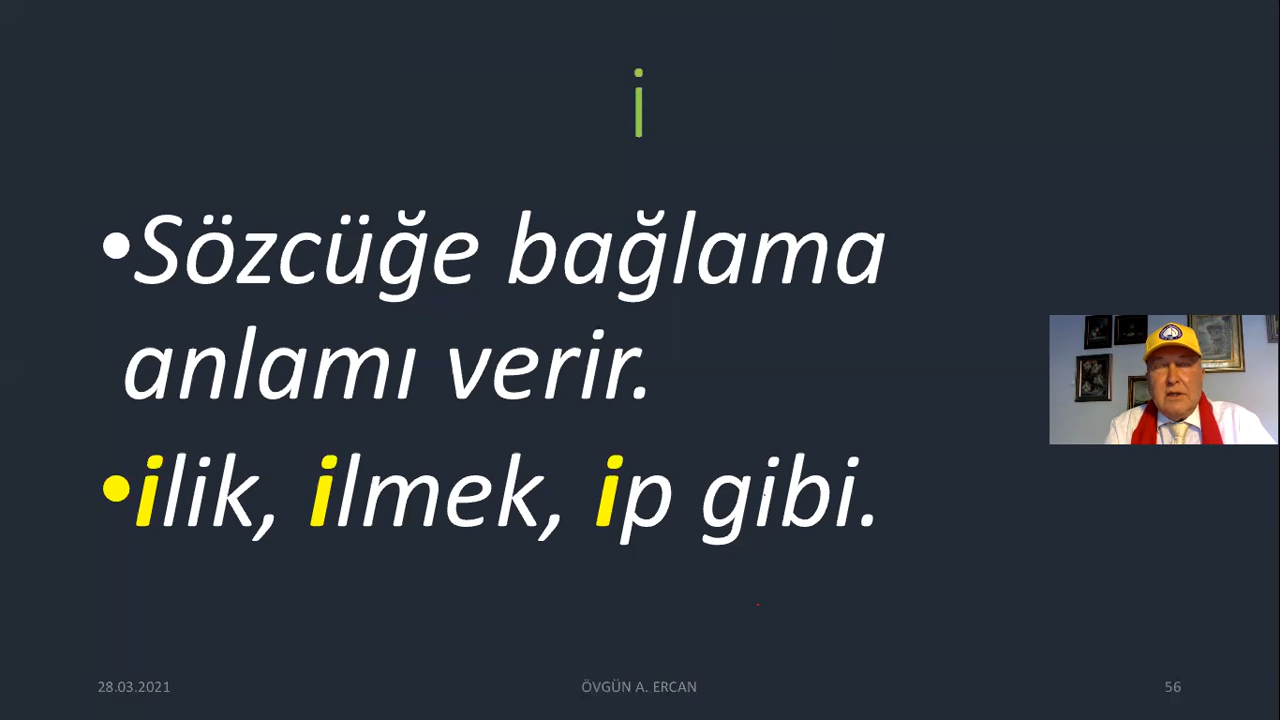 i
•Sözcüğe bağlama
anlamı verir.
•ilik, ilmek, ip gibi.
28.03.2021
ÖVGÜN A. ERCAN
56